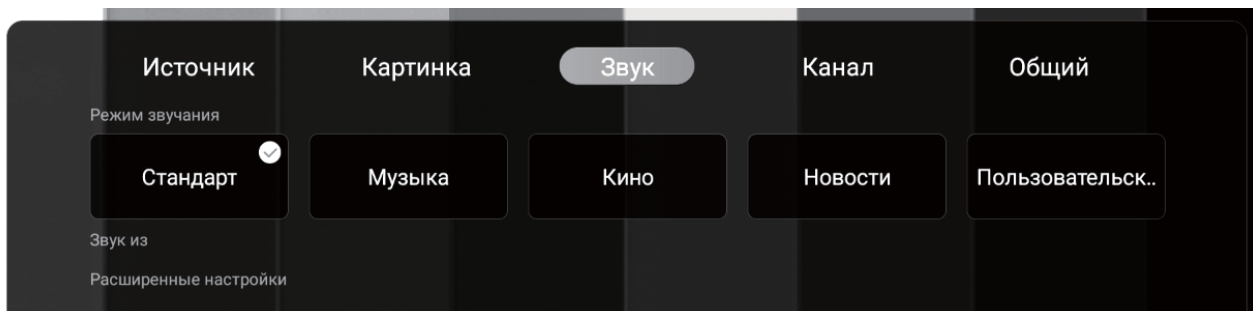 Источник Картинка Звук Канал Общий
Режим звучания
Стандарт Музыка Кино Новости Пользовательск..
Звук из
Расширенные настройки